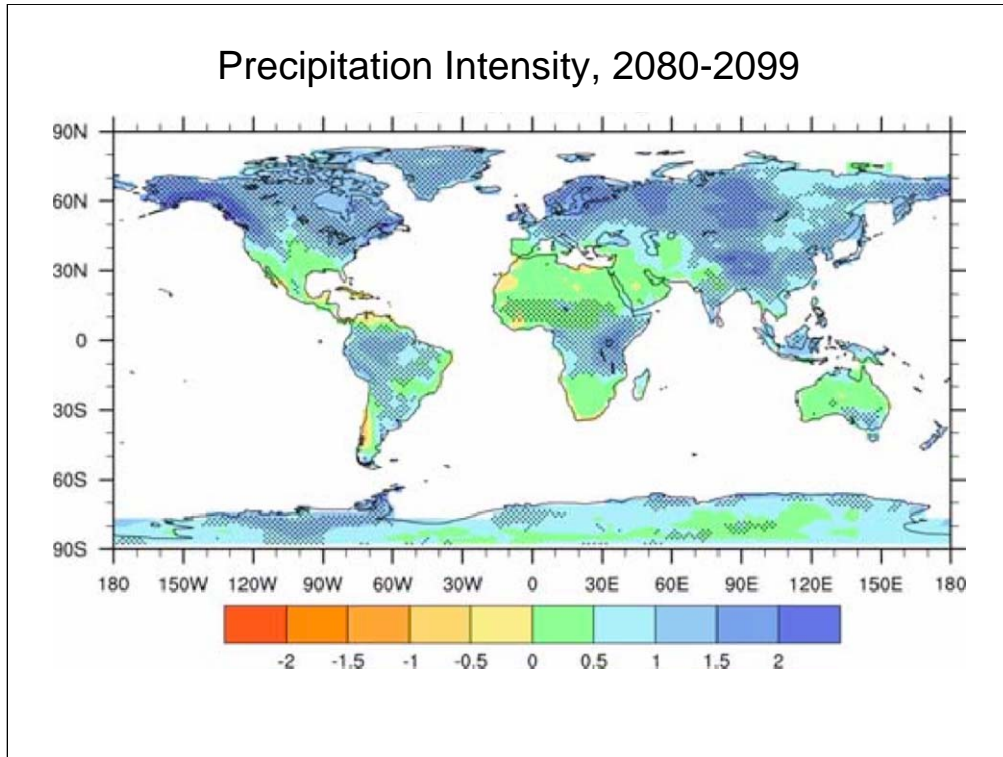 Precipitation Intensity, 2080-2099
90N
60N
30N
0
30S
60S
90S
180 150W 120W 90W 60W 30W 0 30E 60E 90E 120E 150E 180
-2 -1.5 -1 -0.5 0 0.5 1 1.5 2